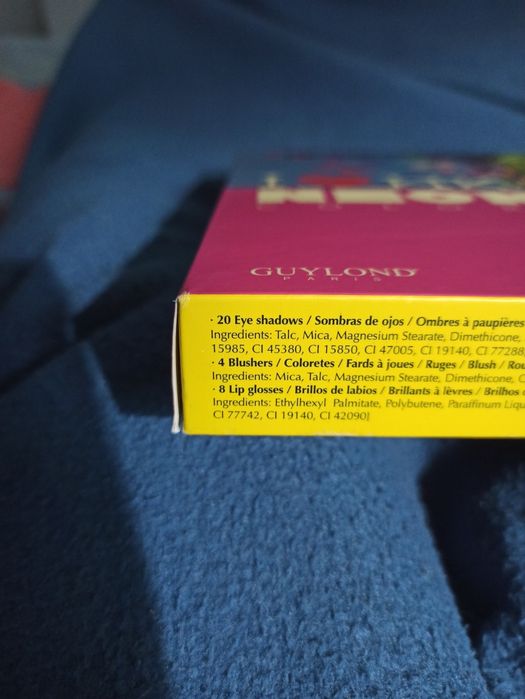 GUYLOND
PARIS
· 20 Eye shadows / Sombras de ojos / Ombres à paupières
Ingredients: Talc, Mica, Magnesium Stearate, Dimethicone,
15985, CI 45380, CI 15850, CI 47005, CI 19140, CI 77288
· 4 Blushers / Coloretes / Fards à joues / Ruges / Blush / Rou
Ingredients: Mica, Talc, Magnesium Stearate, Dimethicone, C
· 8 Lip glosses / Brillos de labios / Brillants à lèvres / Brilhos
Ingredients: Ethylhexyl Palmitate, Polybutene, Paraffinum Liqu
CI 77742, CI 19140, CI 42090]